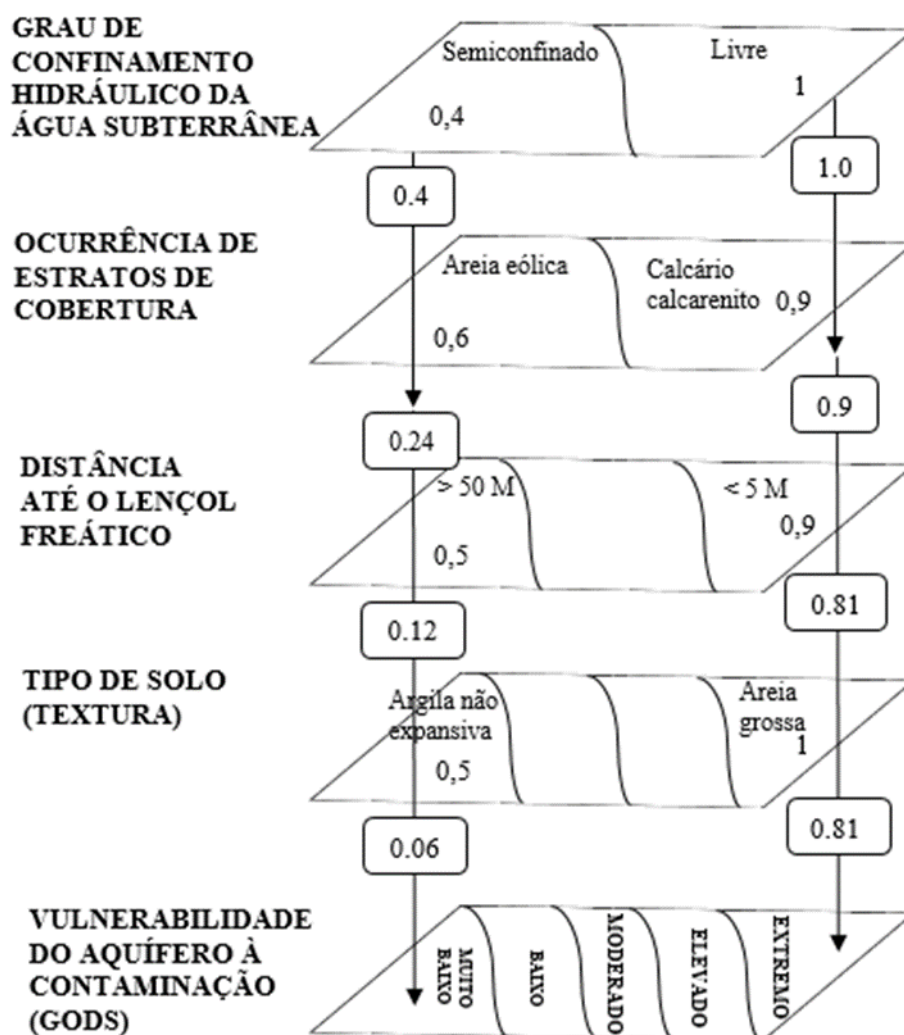 GRAU DE
CONFINAMENTO
HIDRÁULICO DA
ÁGUA SUBTERRÂNEA
Semiconfinado
Livre
0,4
1
0.4
1.0
OCURRÊNCIA DE
ESTRATOS DE
COBERTURA
Areia eólica
Calcário
calcarenito
0,9
0,6
0.24
0.9
DISTÂNCIA
ATÉ O LENÇOL
FREÁTICO
> 50 M
< 5 M
0,5
0,9
0.12
0.81
TIPO DE SOLO
(TEXTURA)
Argila não
expansiva
0,5
Areia
grossa
1
0.06
0.81
VULNERABILIDADE
DO AQUÍFERO À
CONTAMINAÇÃO
(GODS)
MUITO
BAIXO
BAIXO
MODERADO
ELEVADO
EXTREMO